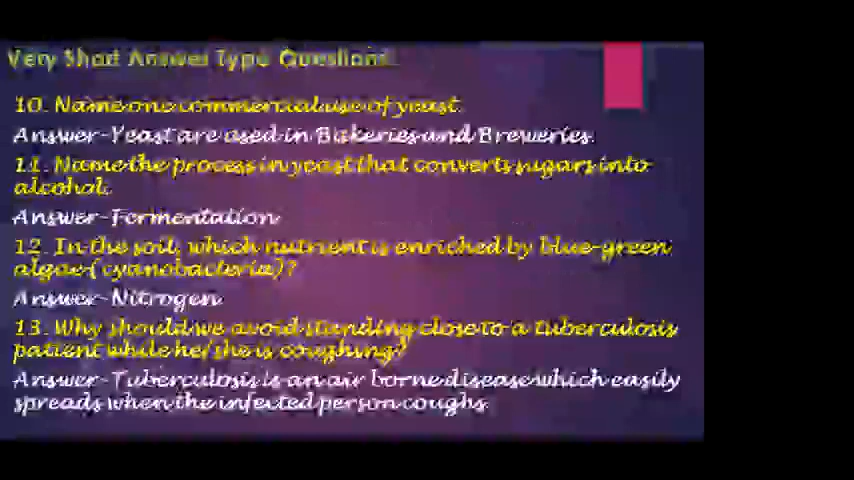 Very Short Answer Type Questions
10. Name one commercial use of yeast.
Answer-Yeast are used in Bakeries and Breweries.
11. Name the process in yeast that converts sugars into
alcohol.
Answer-Fermentation
12. In the soil, which nutrient is enriched by blue-green
algae-(cyanobacteria)?
Answer-Nitrogen
13. Why should we avoid standing close to a tuberculosis
patient while he/she is coughing?
Answer-Tuberculosis is an air borne disease which easily
spreads when the infected person coughs.